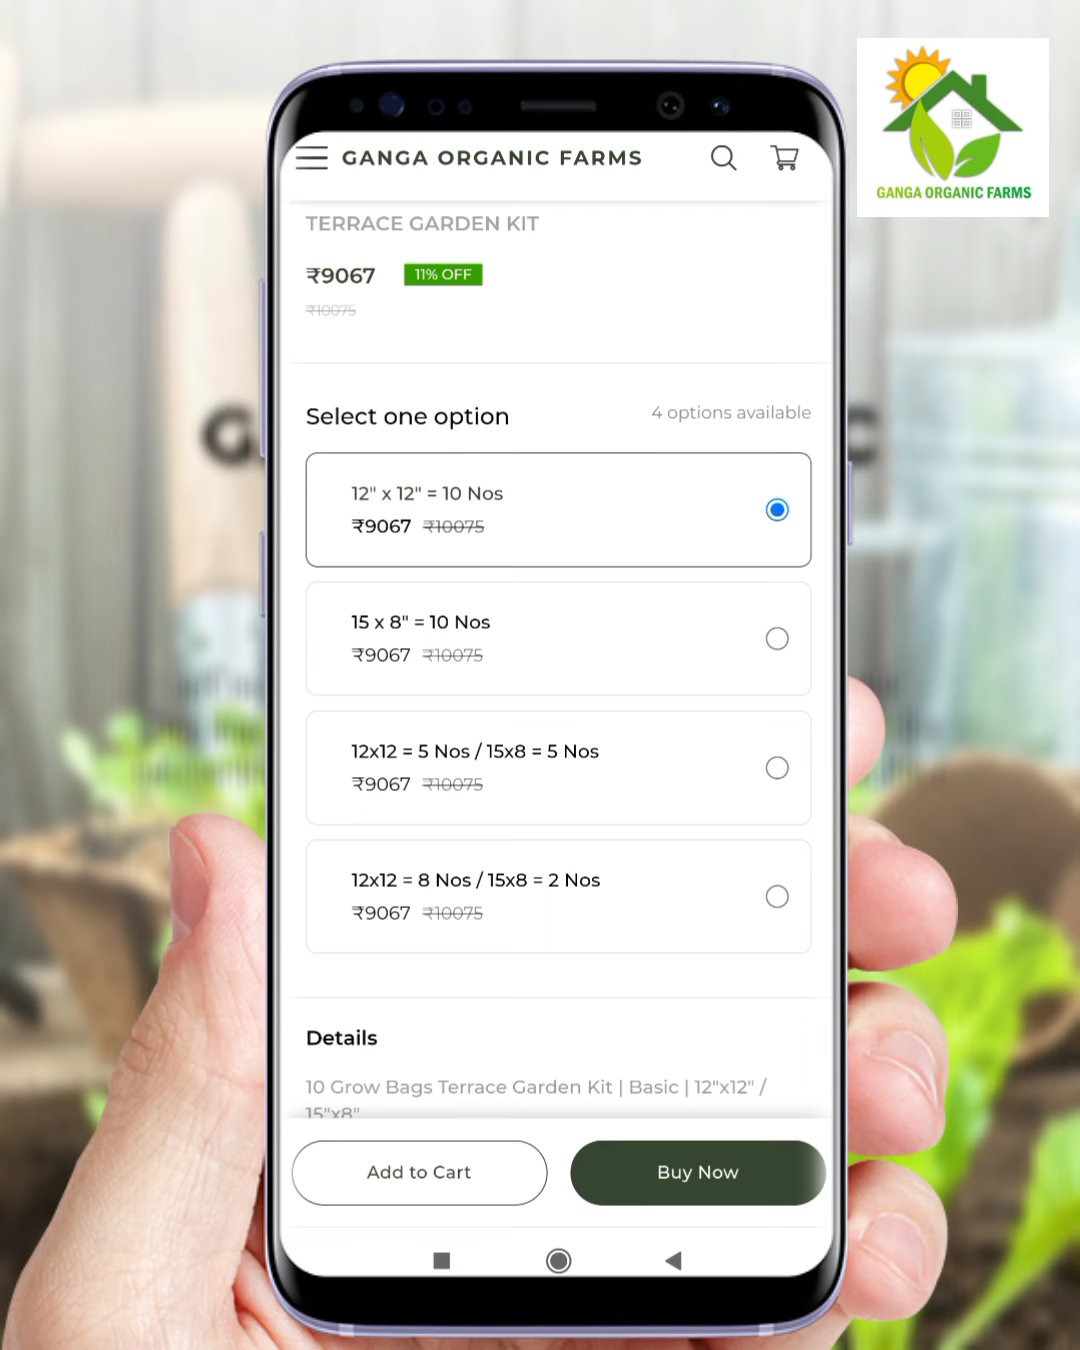 GANGA ORGANIC FARMS
GANGA ORGANIC FARMS
TERRACE GARDEN KIT
₹9067 11% OFF
₹10075
Select one option 4 options available
12" x 12" = 10 Nos
₹9067 ₹10075
15 x 8" = 10 Nos
₹9067 ₹10075
12x12 = 5 Nos / 15x8 = 5 Nos
₹9067 ₹10075
12x12 = 8 Nos / 15x8 = 2 Nos
₹9067 ₹10075
Details
10 Grow Bags Terrace Garden Kit | Basic | 12"x12" /
15"x8"
Add to Cart Buy Now